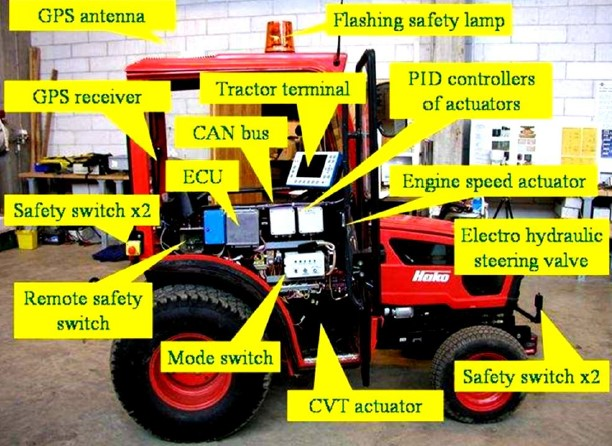 GPS antenna
Flashing safety lamp
GPS receiver
Tractor terminal
PID controllers
of actuators
CAN bus
ECU
Engine speed actuator
Safety switch x2
Electro hydraulic
steering valve
Hako
Remote safety
switch
Mode switch
Safety switch x2
CVT actuator